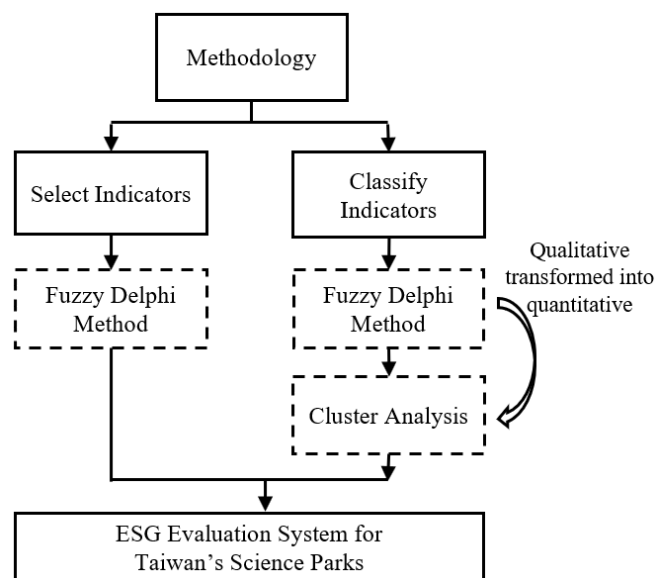 Methodology
Select Indicators
Classify
Indicators
Qualitative
transformed into
quantitative
Fuzzy Delphi
Method
Fuzzy Delphi
Method
Cluster Analysis
ESG Evaluation System for
Taiwan's Science Parks